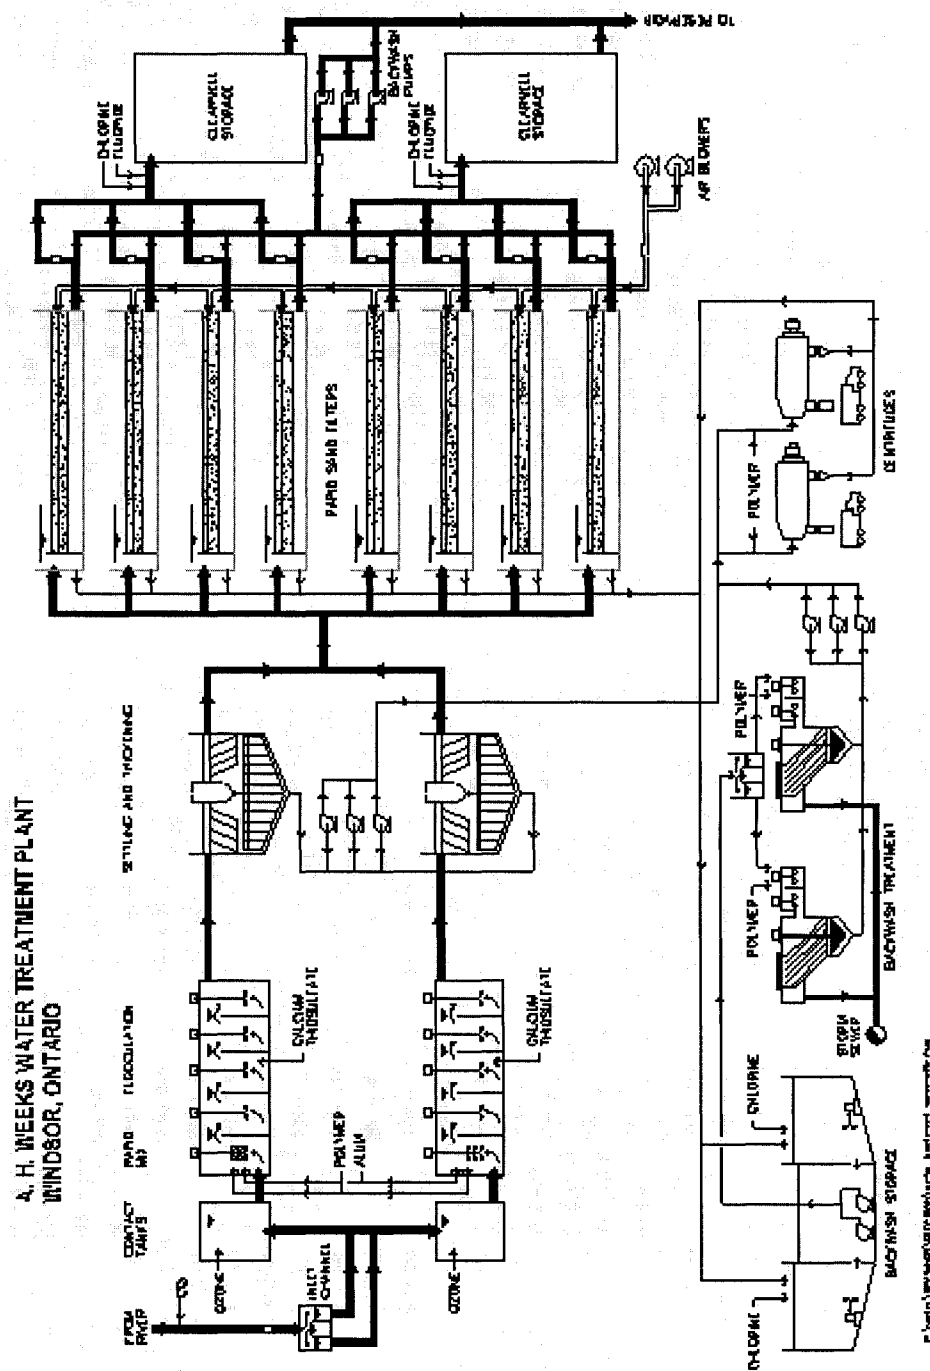 A. H. WEEKS WATER TREATMENT PLANT
WINDSOR, ONTARIO
FROM
RIVER
CONTACT
TANKS
RAPID
MIX
FLOCCULATION
SETTLING AND THICKENING
INLET
CHANNEL
OZONE
OZONE
POLYMER
ALUM
CALCIUM
THIOSULFATE
CALCIUM
THIOSULFATE
RAPID SAND FILTERS
CHLORINE
FLUORIDE
CLEARWELL
STORAGE
BACKWASH
PUMPS
CHLORINE
FLUORIDE
CLEARWELL
STORAGE
TO RESERVOIR
AIR BLOWERS
CHLORINE
CHLORINE
BACKWASH STORAGE
STORM
SEWER
POLYMER
POLYMER
BACKWASH TREATMENT
POLYMER
CENTRIFUGES